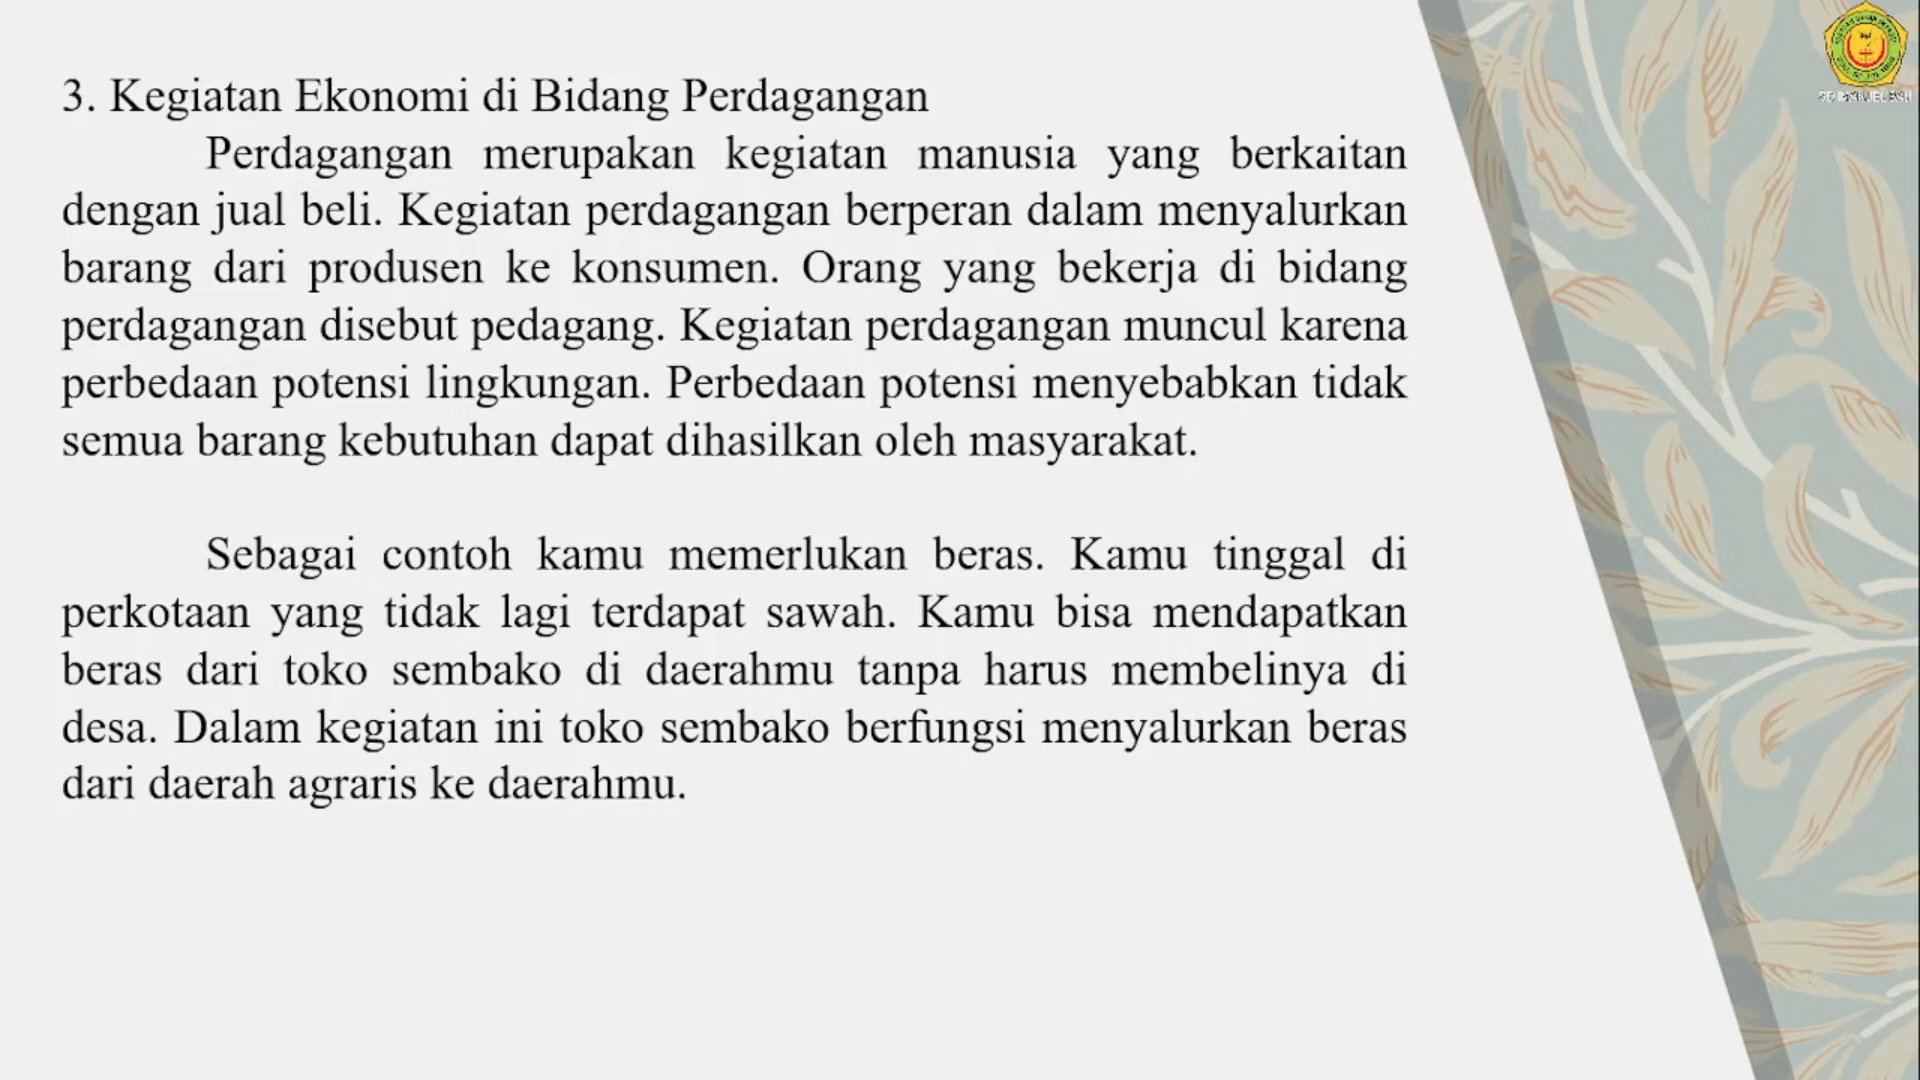 3. Kegiatan Ekonomi di Bidang Perdagangan
Perdagangan merupakan kegiatan manusia yang berkaitan
dengan jual beli. Kegiatan perdagangan berperan dalam menyalurkan
barang dari produsen ke konsumen. Orang yang bekerja di bidang
perdagangan disebut pedagang. Kegiatan perdagangan muncul karena
perbedaan potensi lingkungan. Perbedaan potensi menyebabkan tidak
semua barang kebutuhan dapat dihasilkan oleh masyarakat.
Sebagai contoh kamu memerlukan beras. Kamu tinggal di
perkotaan yang tidak lagi terdapat sawah. Kamu bisa mendapatkan
beras dari toko sembako di daerahmu tanpa harus membelinya di
desa. Dalam kegiatan ini toko sembako berfungsi menyalurkan beras
dari daerah agraris ke daerahmu.